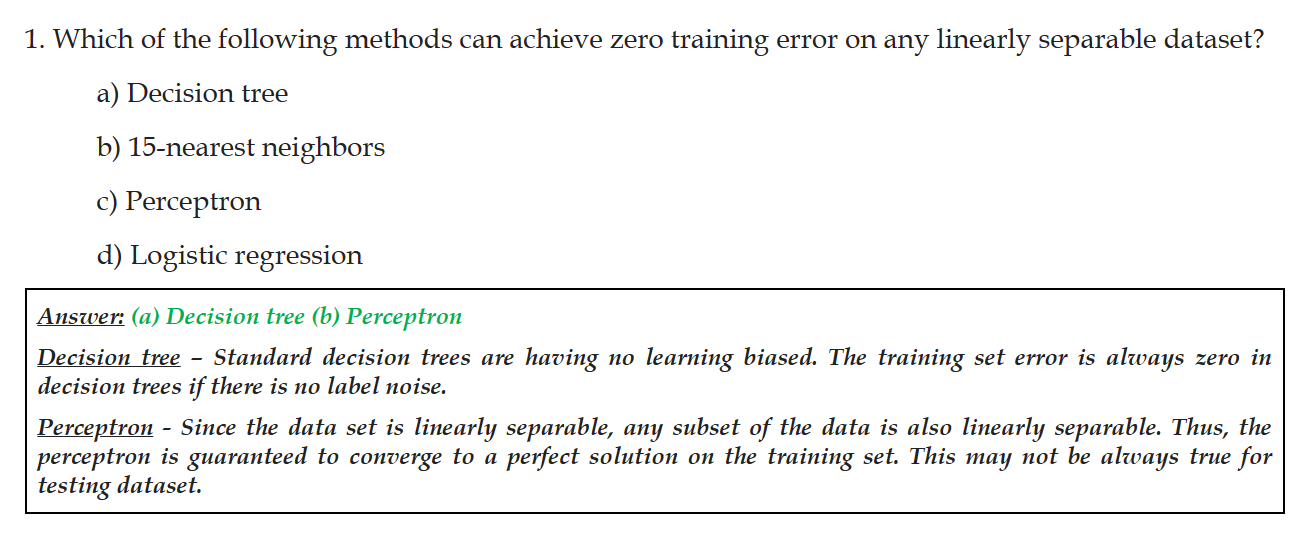 1. Which of the following methods can achieve zero training error on any linearly separable dataset?
a) Decision tree
b) 15-nearest neighbors
c) Perceptron
d) Logistic regression
Answer: (a) Decision tree (b) Perceptron
Decision tree – Standard decision trees are having no learning biased. The training set error is always zero in
decision trees if there is no label noise.
Perceptron - Since the data set is linearly separable, any subset of the data is also linearly separable. Thus, the
perceptron is guaranteed to converge to a perfect solution on the training set. This may not be always true for
testing dataset.